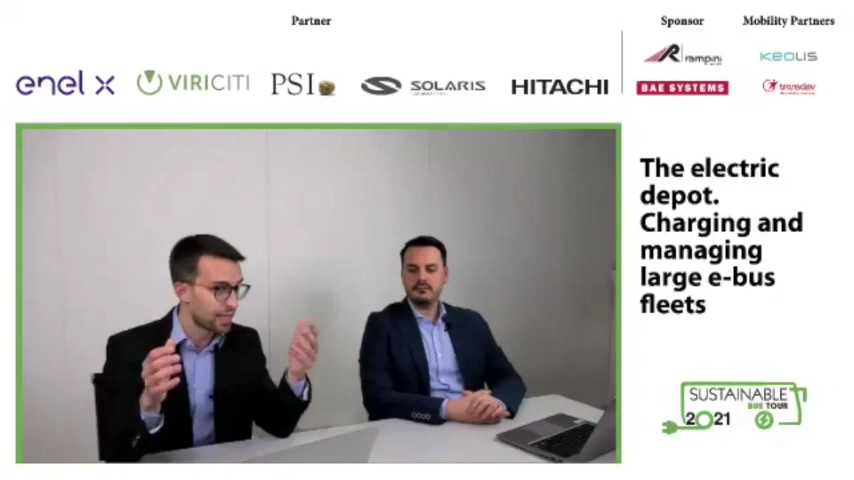 Partner
Sponsor
Mobility Partners
enel x
VIRICITI
PSI
SOLARIS
HITACHI
rampini
BAE SYSTEMS
KEOLIS
transdev
The electric
depot.
Charging and
managing
large e-bus
fleets
SUSTAINABLE
BUS TOUR
2021